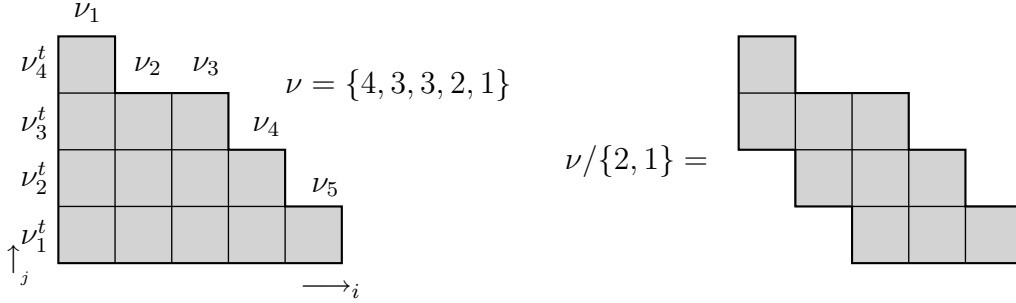 ν₁
ν₄ᵗ ν₂ ν₃ ν = {4, 3, 3, 2, 1}
ν₃ᵗ ν₄
ν₂ᵗ ν₅ ν/{2, 1} =
ν₁ᵗ
↑ⱼ
⟶ᵢ